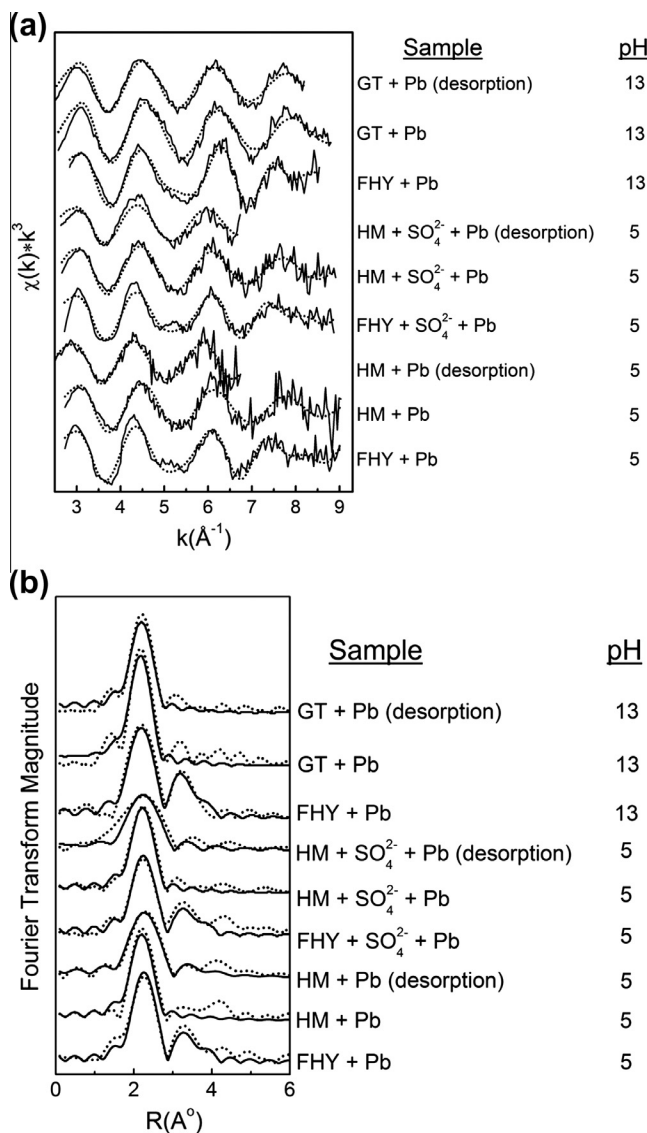 (a)
Sample pH
GT + Pb (desorption) 13
GT + Pb 13
FHY + Pb 13
HM + SO₄²⁻ + Pb (desorption) 5
HM + SO₄²⁻ + Pb 5
FHY + SO₄²⁻ + Pb 5
HM + Pb (desorption) 5
HM + Pb 5
FHY + Pb 5
χ(k)*k³
3 4 5 6 7 8 9
k(Å⁻¹)
(b)
Sample pH
GT + Pb (desorption) 13
GT + Pb 13
FHY + Pb 13
HM + SO₄²⁻ + Pb (desorption) 5
HM + SO₄²⁻ + Pb 5
FHY + SO₄²⁻ + Pb 5
HM + Pb (desorption) 5
HM + Pb 5
FHY + Pb 5
Fourier Transform Magnitude
0 2 4 6
R(A°)